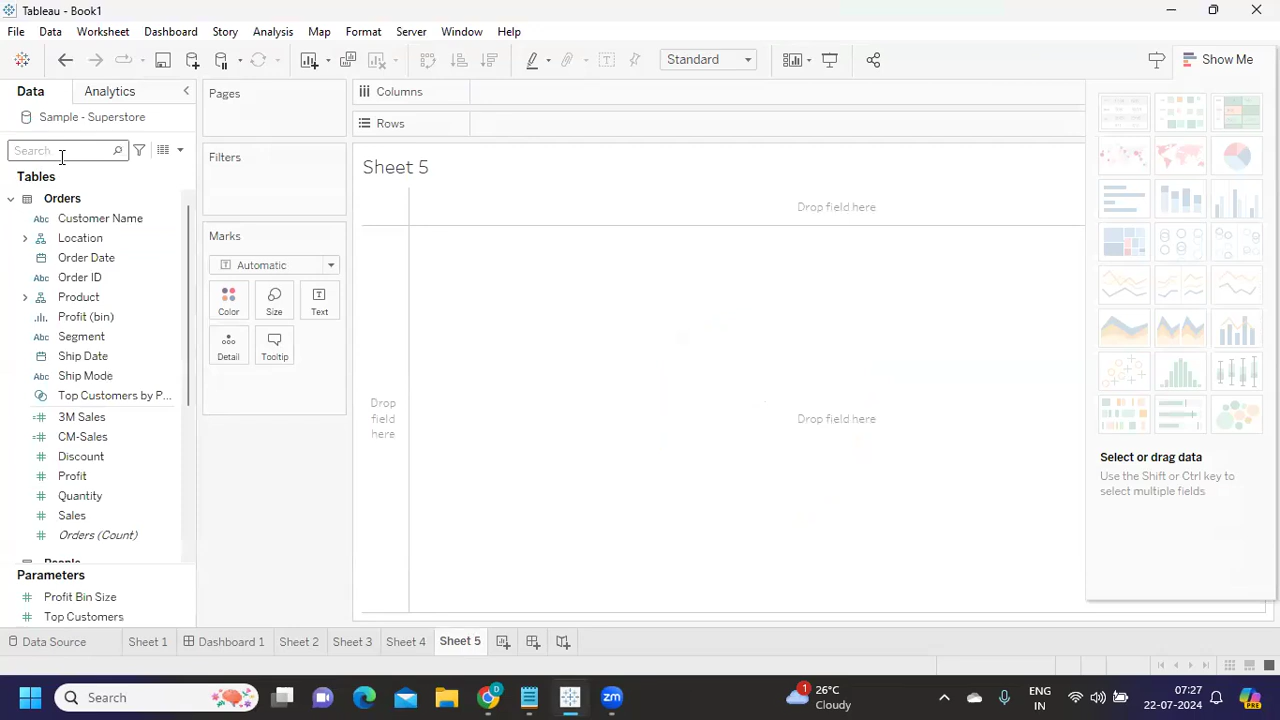 Tableau - Book1
File Data Worksheet Dashboard Story Analysis Map Format Server Window Help
Standard
Show Me
Data Analytics
Sample - Superstore
Search
Tables
Orders
Customer Name
Location
Order Date
Order ID
Product
Profit (bin)
Segment
Ship Date
Ship Mode
Top Customers by P...
3M Sales
CM-Sales
Discount
Profit
Quantity
Sales
Orders (Count)
People
Parameters
Profit Bin Size
Top Customers
Pages
Filters
Marks
Automatic
Color Size Text
Detail Tooltip
Columns
Rows
Sheet 5
Drop field here
Drop
field
here
Drop field here
Select or drag data
Use the Shift or Ctrl key to
select multiple fields
Data Source Sheet 1 Dashboard 1 Sheet 2 Sheet 3 Sheet 4 Sheet 5
Search
26°C
Cloudy
ENG
IN
07:27
22-07-2024